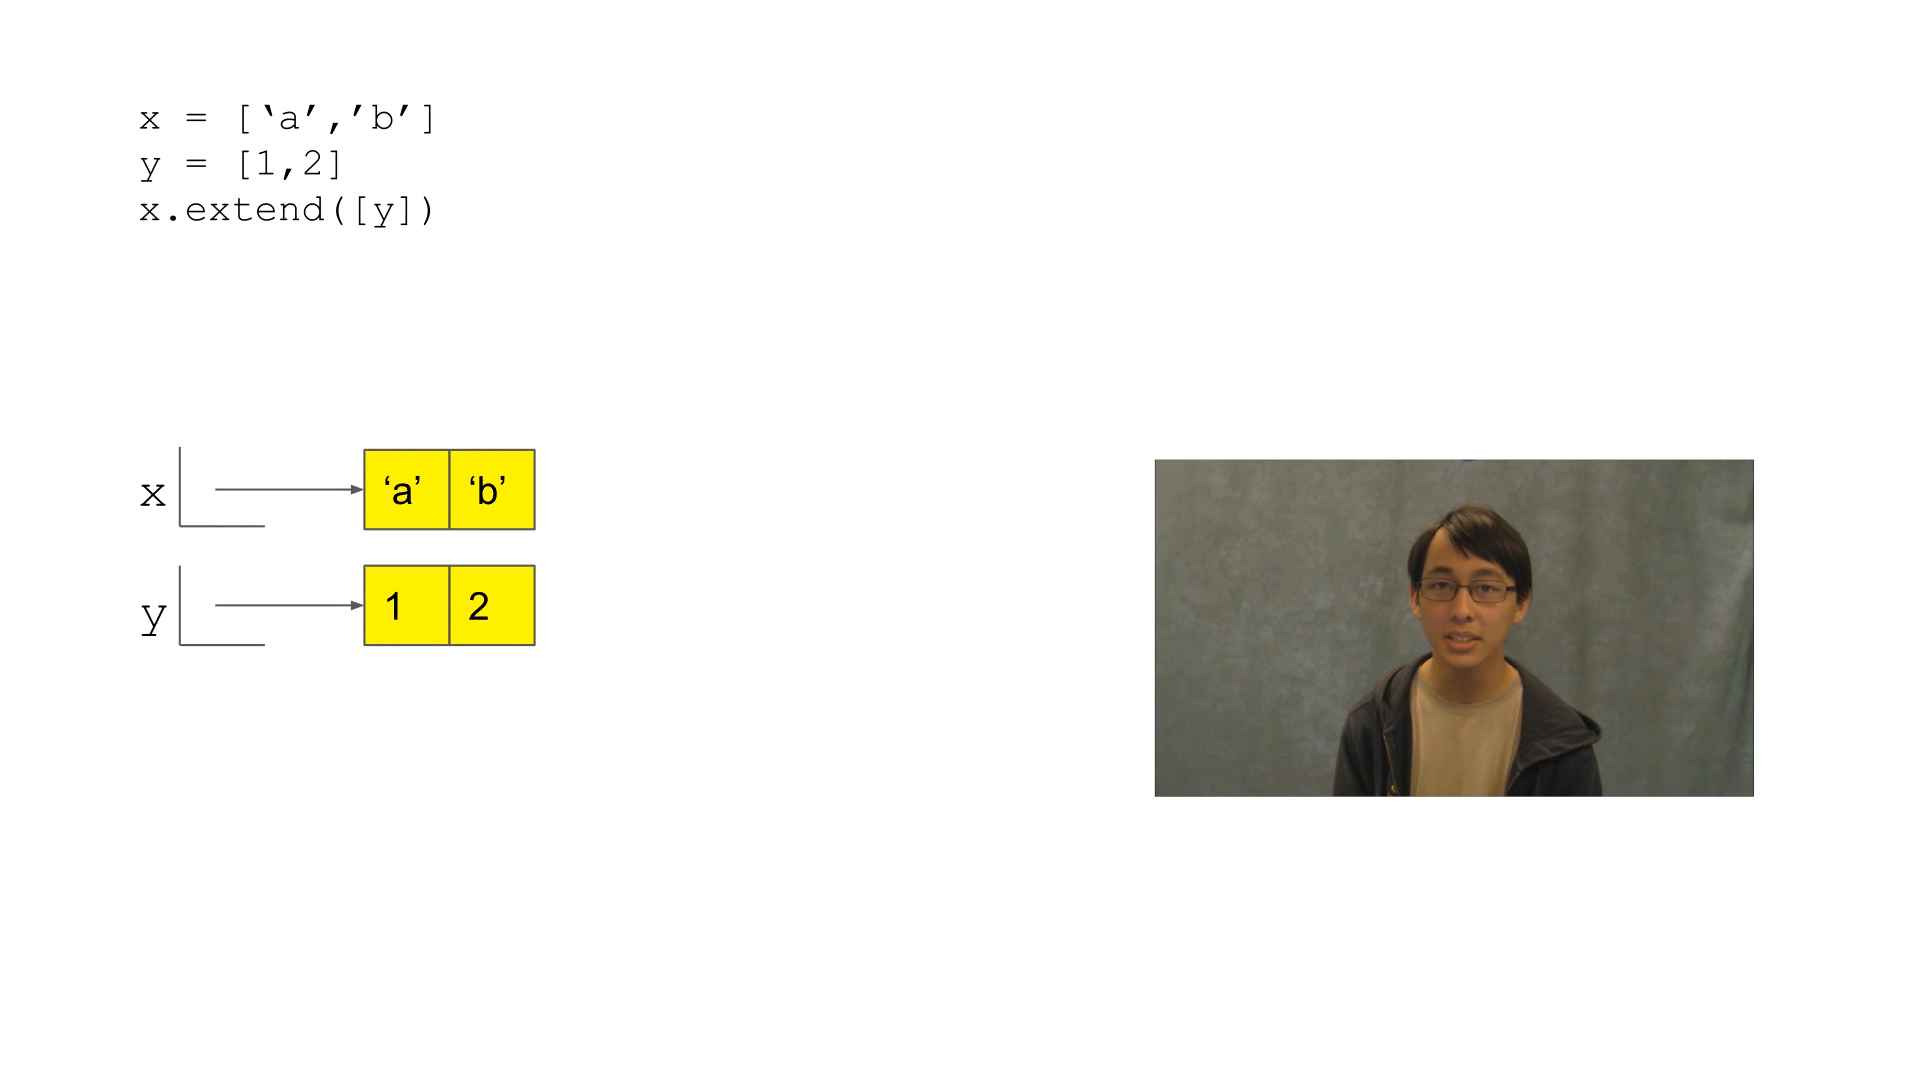 x = [‘a’,’b’]
y = [1,2]
x.extend([y])
x ‘a’ ‘b’
y 1 2